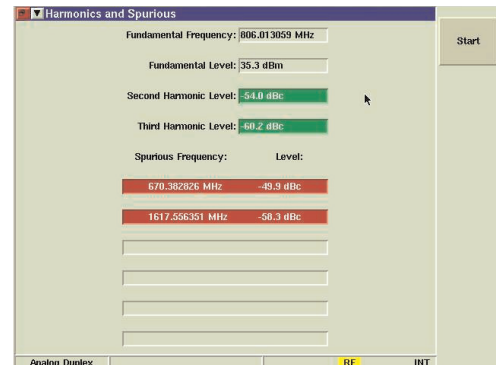 Harmonics and Spurious
Start
Fundamental Frequency: 806.013059 MHz
Fundamental Level: 35.3 dBm
Second Harmonic Level: -54.0 dBc
Third Harmonic Level: -60.2 dBc
Spurious Frequency: Level:
670.382826 MHz -49.9 dBc
1617.556351 MHz -58.3 dBc
Analog Duplex RF INT